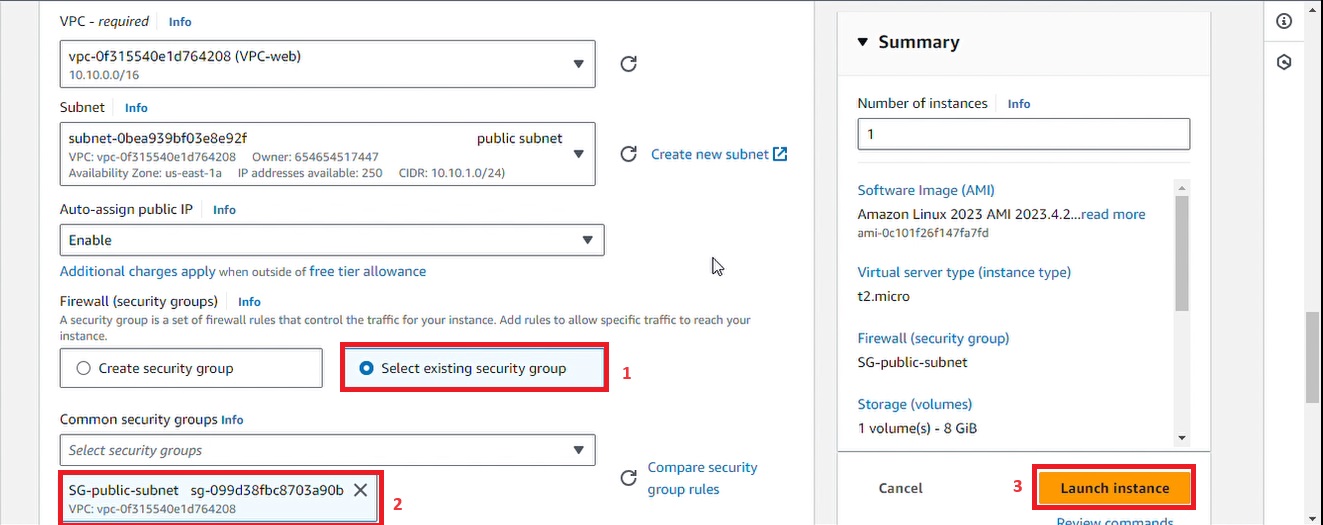 VPC - required Info
vpc-0f315540e1d764208 (VPC-web)
10.10.0.0/16
Subnet Info
subnet-0bea939bf03e8e92f public subnet
VPC: vpc-0f315540e1d764208 Owner: 654654517447
Availability Zone: us-east-1a IP addresses available: 250 CIDR: 10.10.1.0/24)
Create new subnet
Auto-assign public IP Info
Enable
Additional charges apply when outside of free tier allowance
Firewall (security groups) Info
A security group is a set of firewall rules that control the traffic for your instance. Add rules to allow specific traffic to reach your
instance.
Create security group
Select existing security group 1
Common security groups Info
Select security groups
Compare security
group rules
SG-public-subnet sg-099d38fbc8703a90b 2
VPC: vpc-0f315540e1d764208
Summary
Number of instances Info
1
Software Image (AMI)
Amazon Linux 2023 AMI 2023.4.2...read more
ami-0c101f26f147fa7fd
Virtual server type (instance type)
t2.micro
Firewall (security group)
SG-public-subnet
Storage (volumes)
1 volume(s) - 8 GiB
Cancel 3 Launch instance
Review commands